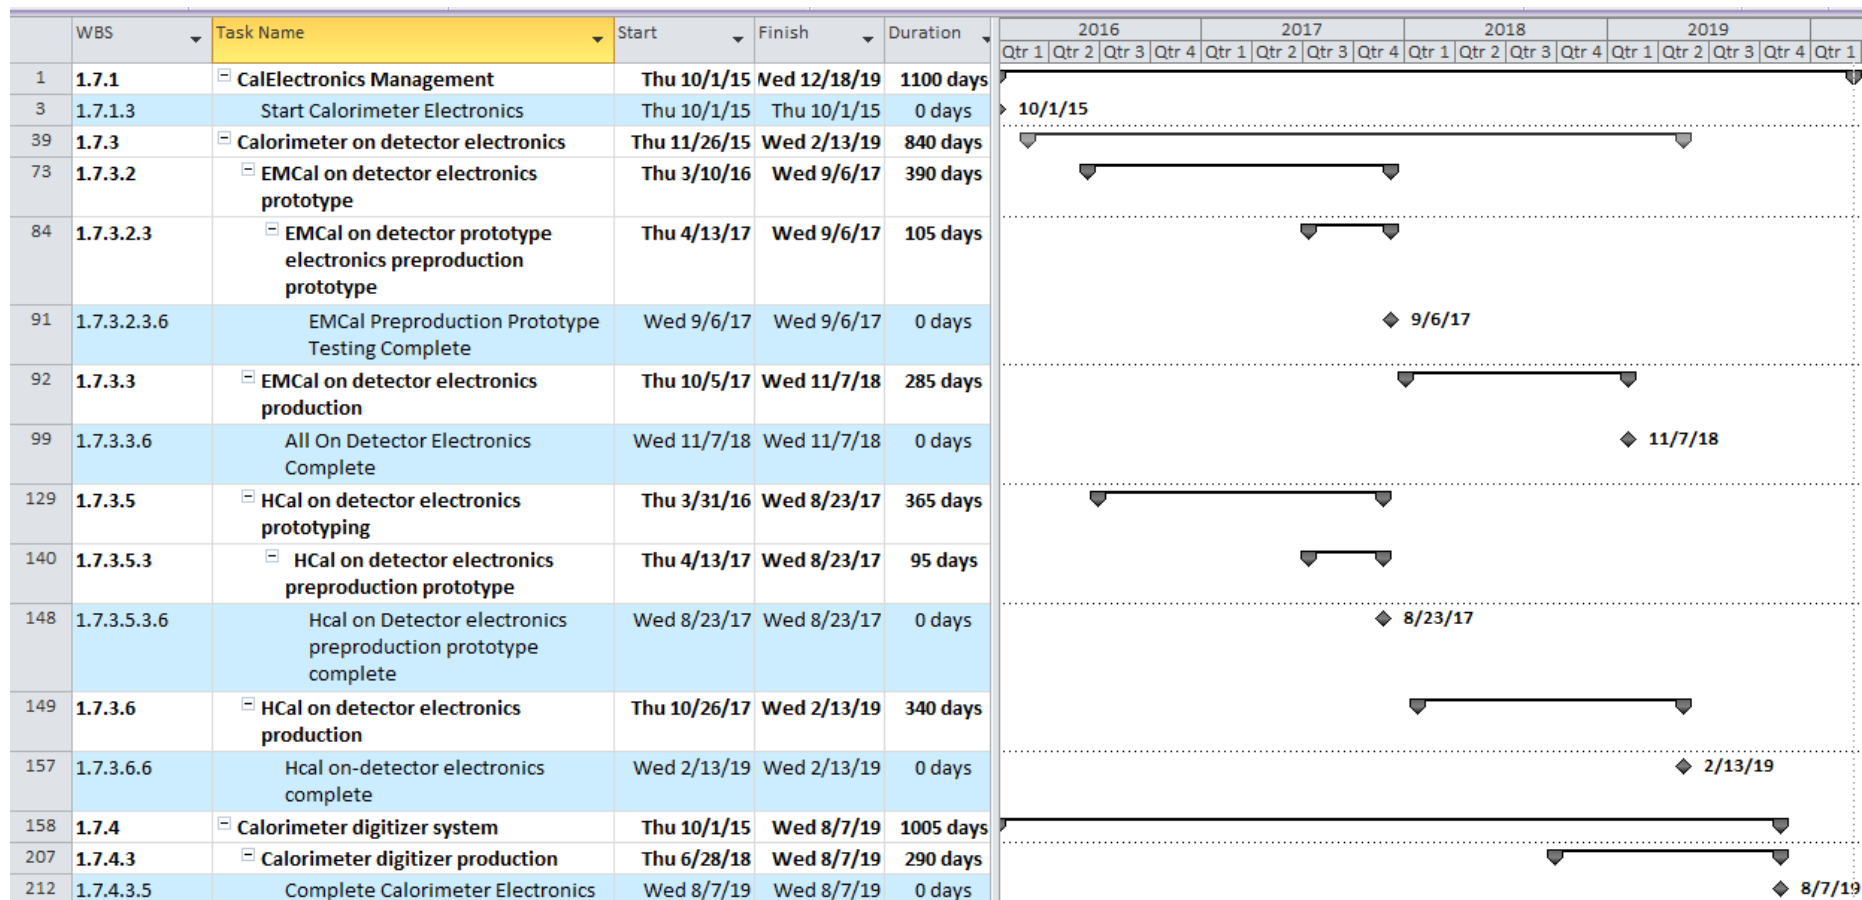 WBS Task Name Start Finish Duration 2016 2017 2018 2019
Qtr 1 Qtr 2 Qtr 3 Qtr 4 Qtr 1 Qtr 2 Qtr 3 Qtr 4 Qtr 1 Qtr 2 Qtr 3 Qtr 4 Qtr 1 Qtr 2 Qtr 3 Qtr 4 Qtr 1
1 1.7.1 CalElectronics Management Thu 10/1/15 Wed 12/18/19 1100 days
3 1.7.1.3 Start Calorimeter Electronics Thu 10/1/15 Thu 10/1/15 0 days 10/1/15
39 1.7.3 Calorimeter on detector electronics Thu 11/26/15 Wed 2/13/19 840 days
73 1.7.3.2 EMCal on detector electronics Thu 3/10/16 Wed 9/6/17 390 days
prototype
84 1.7.3.2.3 EMCal on detector prototype Thu 4/13/17 Wed 9/6/17 105 days
electronics preproduction
prototype
91 1.7.3.2.3.6 EMCal Preproduction Prototype Wed 9/6/17 Wed 9/6/17 0 days 9/6/17
Testing Complete
92 1.7.3.3 EMCal on detector electronics Thu 10/5/17 Wed 11/7/18 285 days
production
99 1.7.3.3.6 All On Detector Electronics Wed 11/7/18 Wed 11/7/18 0 days 11/7/18
Complete
129 1.7.3.5 HCal on detector electronics Thu 3/31/16 Wed 8/23/17 365 days
prototyping
140 1.7.3.5.3 HCal on detector electronics Thu 4/13/17 Wed 8/23/17 95 days
preproduction prototype
148 1.7.3.5.3.6 Hcal on Detector electronics Wed 8/23/17 Wed 8/23/17 0 days 8/23/17
preproduction prototype
complete
149 1.7.3.6 HCal on detector electronics Thu 10/26/17 Wed 2/13/19 340 days
production
157 1.7.3.6.6 Hcal on-detector electronics Wed 2/13/19 Wed 2/13/19 0 days 2/13/19
complete
158 1.7.4 Calorimeter digitizer system Thu 10/1/15 Wed 8/7/19 1005 days
207 1.7.4.3 Calorimeter digitizer production Thu 6/28/18 Wed 8/7/19 290 days
212 1.7.4.3.5 Complete Calorimeter Electronics Wed 8/7/19 Wed 8/7/19 0 days 8/7/19